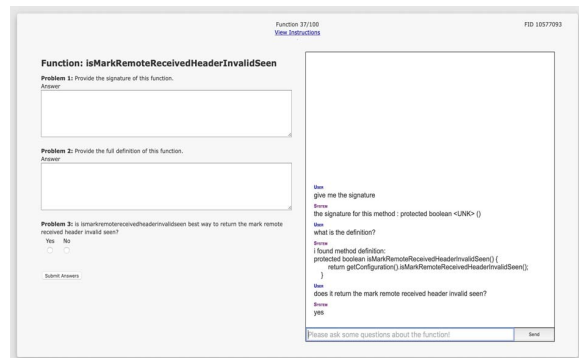 Function 37/100
FID 10577093
View Instructions
Function: isMarkRemoteReceivedHeaderInvalidSeen
Problem 1: Provide the signature of this function.
Answer
Problem 2: Provide the full definition of this function.
Answer
Problem 3: is ismarkremotereceivedheaderinvalidseen best way to return the mark remote
received header invalid seen?
Yes No
Submit Answers
User
give me the signature
System
the signature for this method : protected boolean <UNK> ()
User
what is the definition?
System
i found method definition:
protected boolean isMarkRemoteReceivedHeaderInvalidSeen() {
return getConfiguration().isMarkRemoteReceivedHeaderInvalidSeen();
}
User
does it return the mark remote received header invalid seen?
System
yes
Please ask some questions about the function!
Send